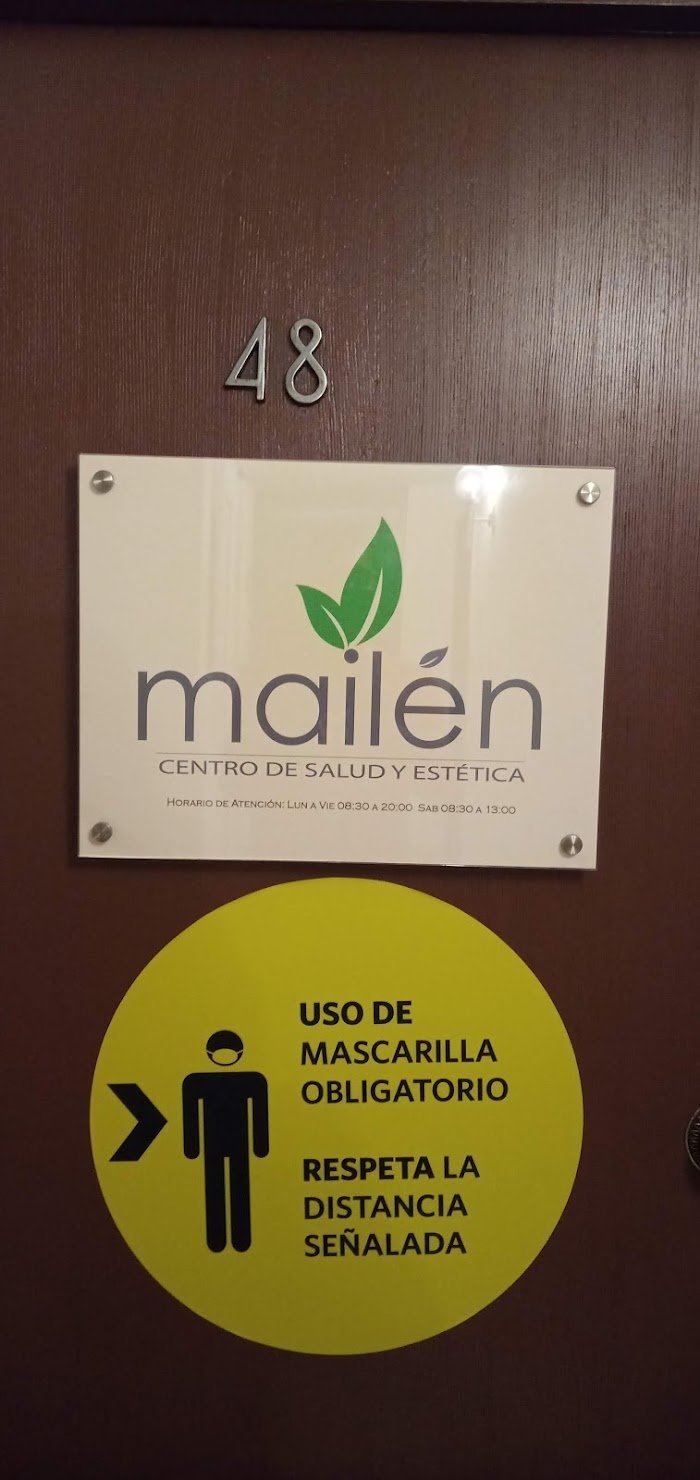 48
mailén
CENTRO DE SALUD Y ESTÉTICA
HORARIO DE ATENCIÓN: LUN A VIE 08:30 A 20:00 SAB 08:30 A 13:00
USO DE
MASCARILLA
OBLIGATORIO
RESPETA LA
DISTANCIA
SEÑALADA